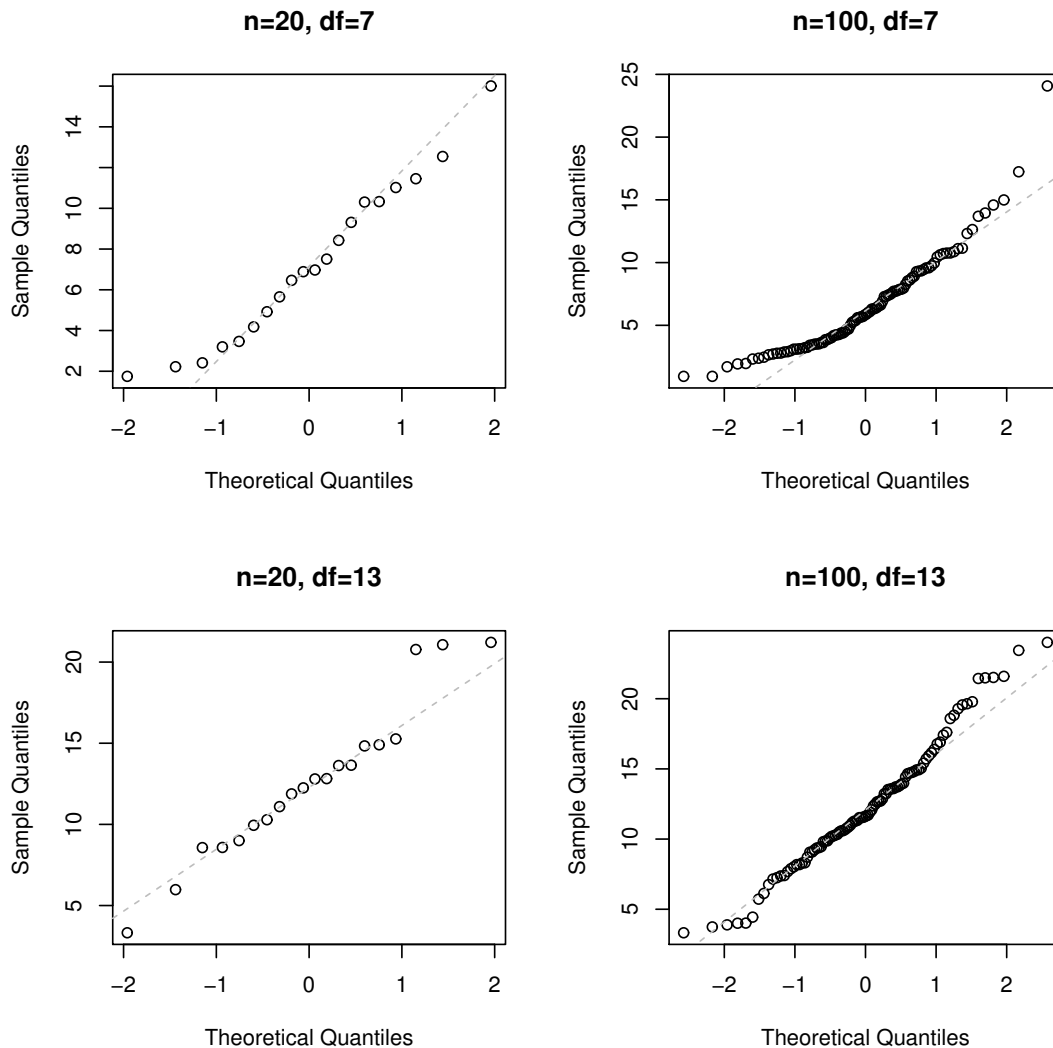 n=20, df=7
Sample Quantiles
14
10
8
6
4
2
−2 −1 0 1 2
Theoretical Quantiles
n=100, df=7
Sample Quantiles
25
20
15
10
5
−2 −1 0 1 2
Theoretical Quantiles
n=20, df=13
Sample Quantiles
20
15
10
5
−2 −1 0 1 2
Theoretical Quantiles
n=100, df=13
Sample Quantiles
20
15
10
5
−2 −1 0 1 2
Theoretical Quantiles